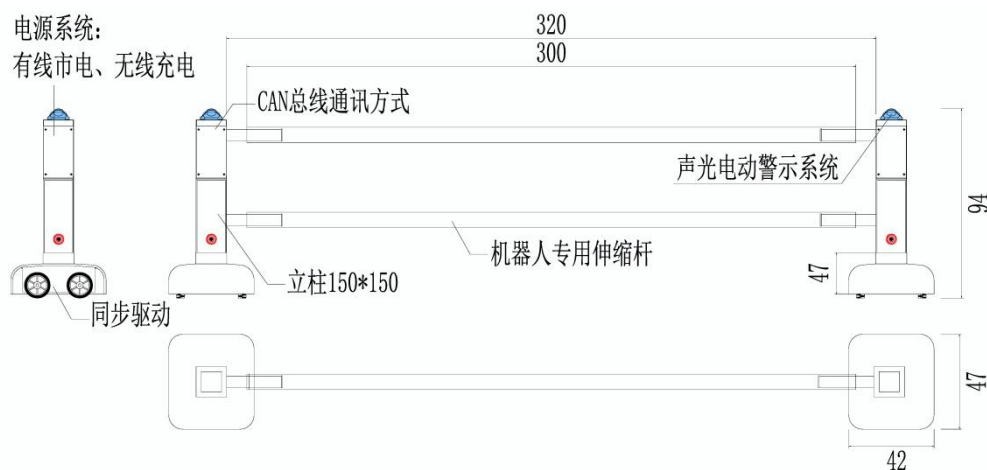 电源系统:
有线市电、无线充电
320
300
CAN总线通讯方式
声光电动警示系统
94
机器人专用伸缩杆
47
立柱150*150
同步驱动
47
42